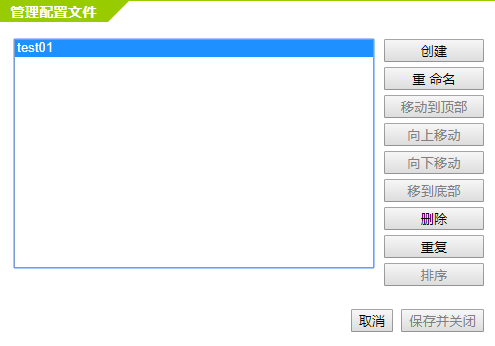 管理配置文件
test01
创建
重 命名
移动到顶部
向上移动
向下移动
移到底部
删除
重复
排序
取消
保存并关闭